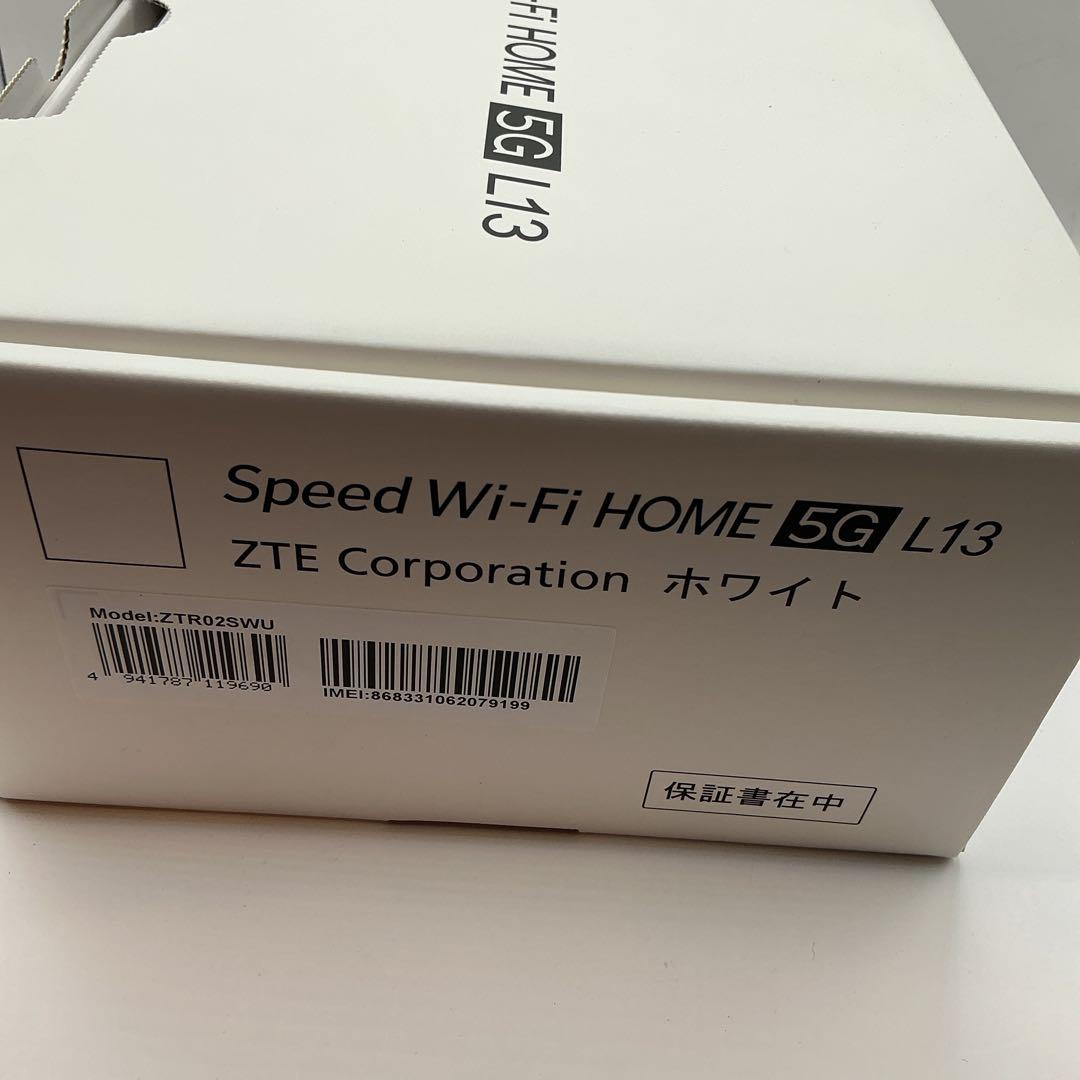 -Fi HOME 5G L13
Speed Wi-Fi HOME 5G L13
ZTE Corporation ホワイト
Model:ZTR02SWU
4 941787 119690
IMEI:868331062079199
保証書在中